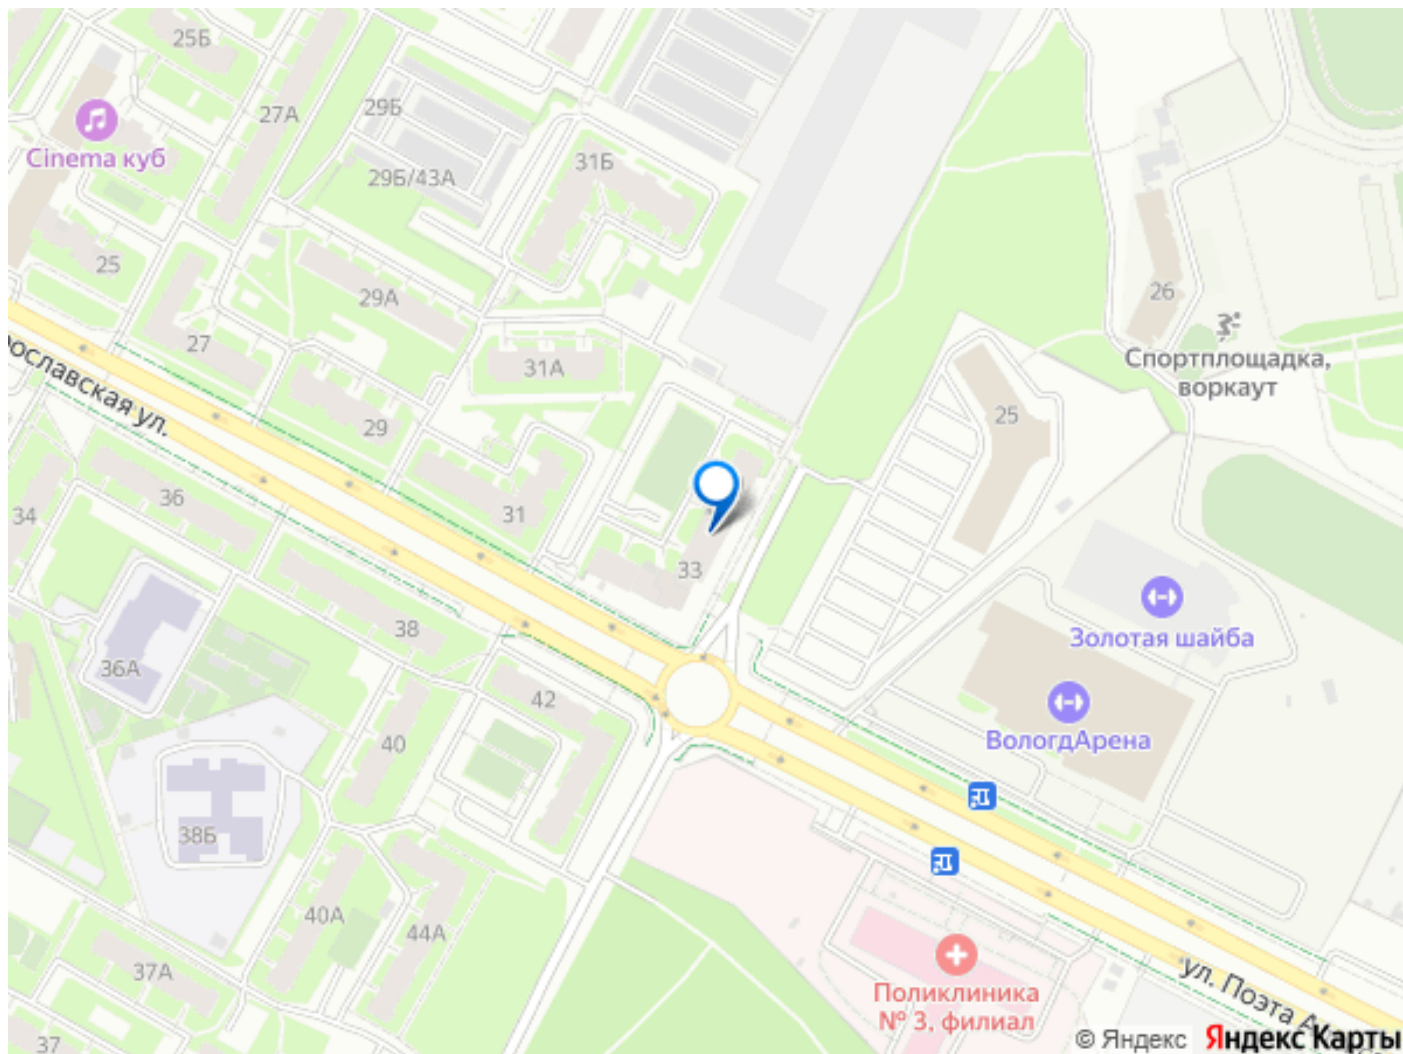 25Б
27А
29Б
Cinema куб
29Б/43А
31Б
25
29А
26
27
31А
Спортплощадка,
воркаут
рославская ул.
29
25
36
31
34
33
36А
38
Золотая шайба
42
40
ВологдАрена
38Б
40А
44А
37А
ул. Поэта А
Поликлиника
№ 3, филиал
37
© Яндекс Яндекс Карты